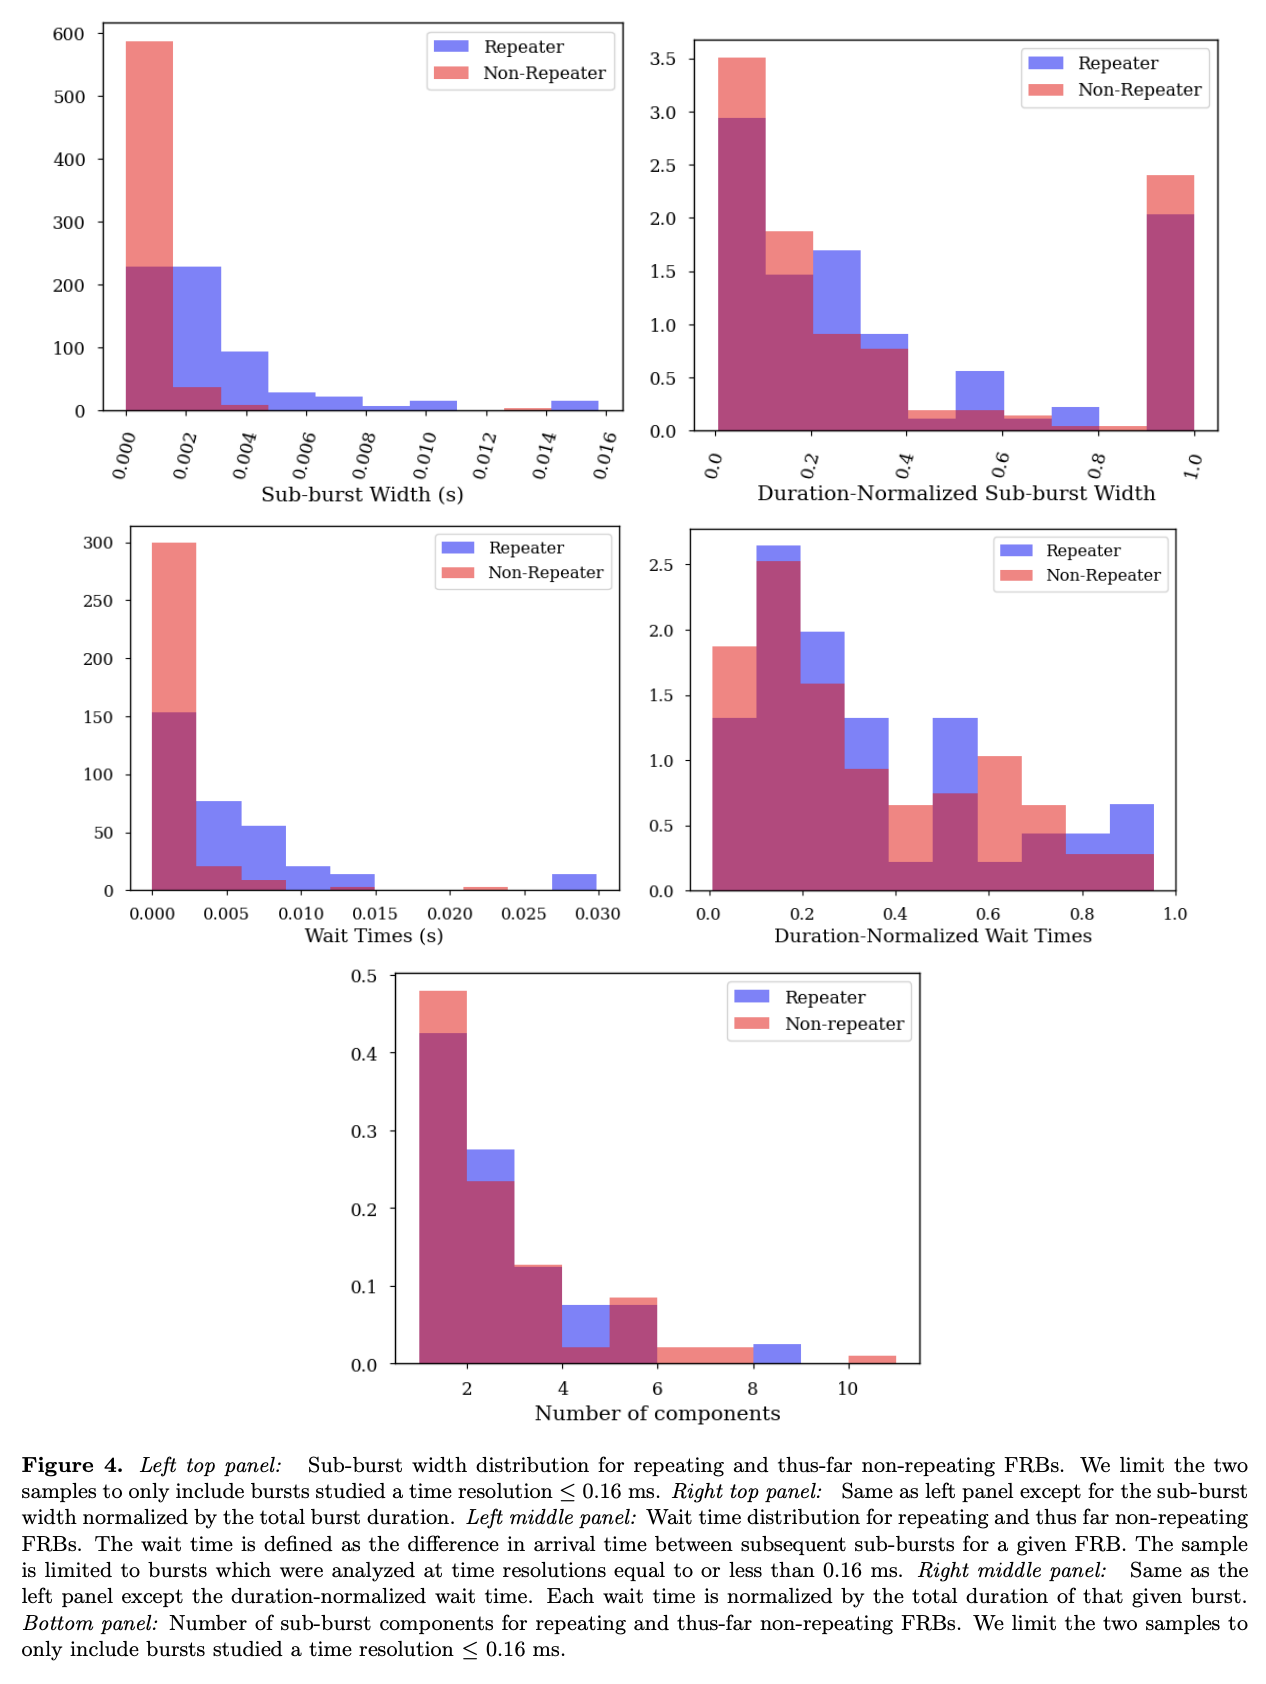 600
500
400
300
200
100
0
Repeater
Non-Repeater
0.000
0.002
0.004
0.006
0.008
0.010
0.012
0.014
0.016
Sub-burst Width (s)
3.5
3.0
2.5
2.0
1.5
1.0
0.5
0.0
Repeater
Non-Repeater
0.0
0.2
0.4
0.6
0.8
1.0
Duration-Normalized Sub-burst Width
300
250
200
150
100
50
0
Repeater
Non-Repeater
0.000 0.005 0.010 0.015 0.020 0.025 0.030
Wait Times (s)
2.5
2.0
1.5
1.0
0.5
0.0
Repeater
Non-Repeater
0.0 0.2 0.4 0.6 0.8 1.0
Duration-Normalized Wait Times
0.5
0.4
0.3
0.2
0.1
0.0
Repeater
Non-repeater
2 4 6 8 10
Number of components
Figure 4. Left top panel: Sub-burst width distribution for repeating and thus-far non-repeating FRBs. We limit the two
samples to only include bursts studied a time resolution ≤ 0.16 ms. Right top panel: Same as left panel except for the sub-burst
width normalized by the total burst duration. Left middle panel: Wait time distribution for repeating and thus far non-repeating
FRBs. The wait time is defined as the difference in arrival time between subsequent sub-bursts for a given FRB. The sample
is limited to bursts which were analyzed at time resolutions equal to or less than 0.16 ms. Right middle panel: Same as the
left panel except the duration-normalized wait time. Each wait time is normalized by the total duration of that given burst.
Bottom panel: Number of sub-burst components for repeating and thus-far non-repeating FRBs. We limit the two samples to
only include bursts studied a time resolution ≤ 0.16 ms.